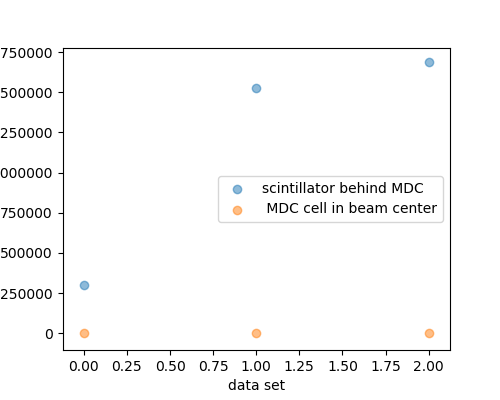 750000
500000
250000
000000
750000
500000
250000
0
scintillator behind MDC
MDC cell in beam center
0.00 0.25 0.50 0.75 1.00 1.25 1.50 1.75 2.00
data set